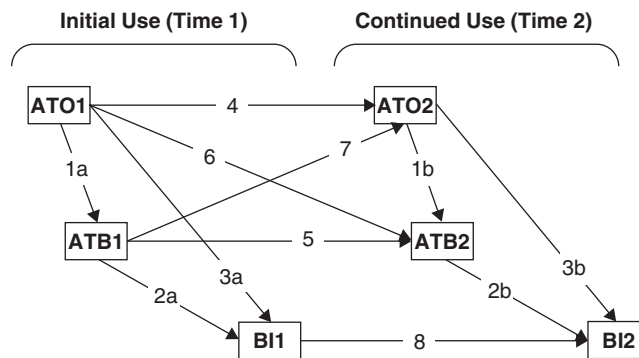 Initial Use (Time 1) Continued Use (Time 2)
ATO1 4 ATO2
1a 6 7 1b
ATB1 5 ATB2
2a 3a 2b 3b
BI1 8 BI2